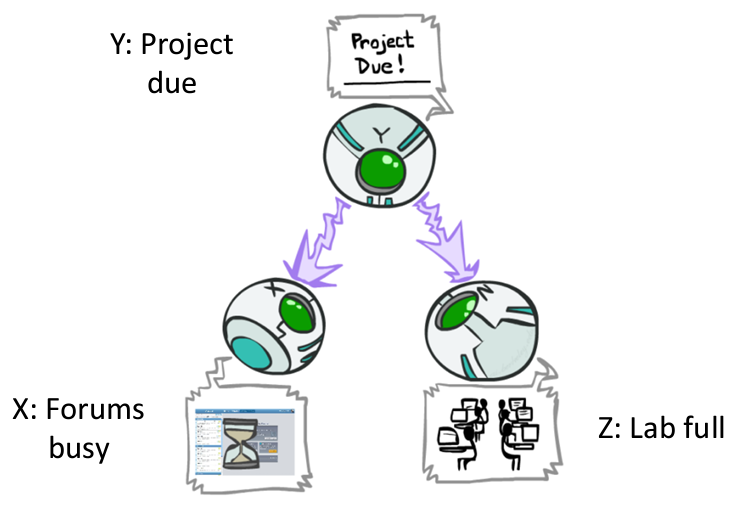 Y: Project
due
Project
Due!
Y
X
Z
X: Forums
busy
Z: Lab full